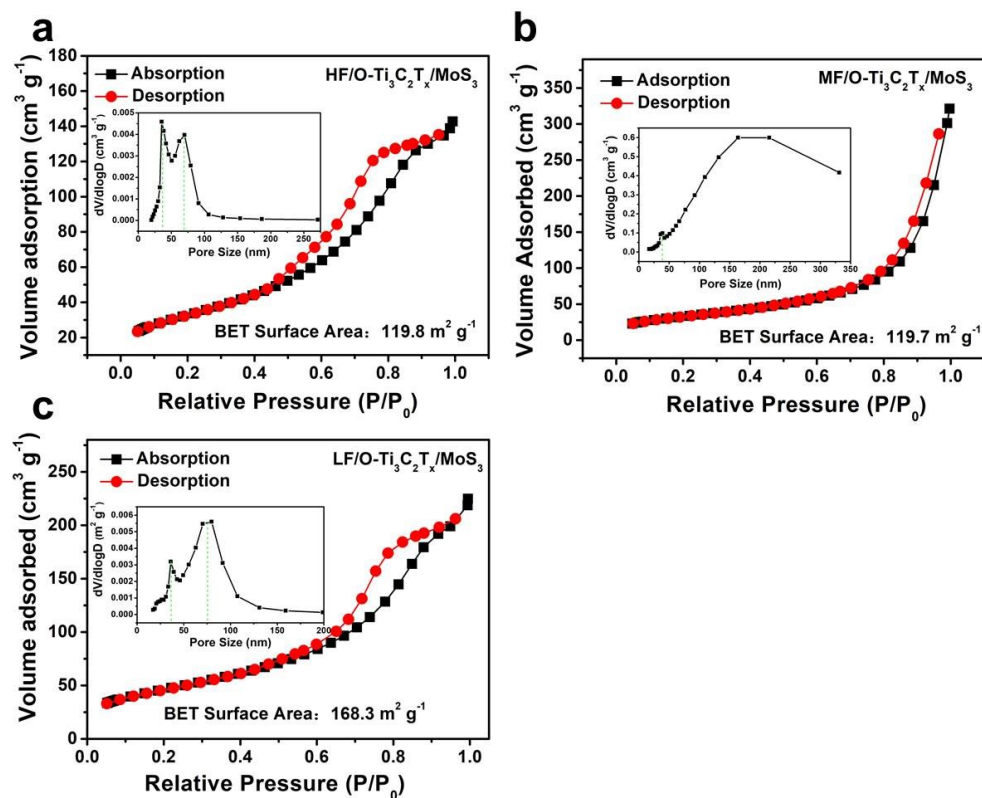 a
Volume adsorption (cm³ g⁻¹)
180
160
140
120
100
80
60
40
20
Absorption
Desorption
HF/O-Ti₃C₂Tₓ/MoS₃
dV/dlogD (cm³ g⁻¹)
0.005
0.004
0.003
0.002
0.001
0.000
0 50 100 150 200 250
Pore Size (nm)
BET Surface Area：119.8 m² g⁻¹
0.0 0.2 0.4 0.6 0.8 1.0
Relative Pressure (P/P₀)
b
Volume Adsorbed (cm³ g⁻¹)
350
300
250
200
150
100
50
0
Adsorption
Desorption
MF/O-Ti₃C₂Tₓ/MoS₃
dV/dlogD (cm³ g⁻¹)
0.6
0.5
0.4
0.3
0.2
0.1
0.0
0 50 100 150 200 250 300 350
Pore Size (nm)
BET Surface Area：119.7 m² g⁻¹
0.0 0.2 0.4 0.6 0.8 1.0
Relative Pressure (P/P₀)
c
Volume adsorbed (cm³ g⁻¹)
250
200
150
100
50
0
Absorption
Desorption
LF/O-Ti₃C₂Tₓ/MoS₃
dV/dlogD (m² g⁻¹)
0.006
0.005
0.004
0.003
0.002
0.001
0.000
0 50 100 150 200
Pore Size (nm)
BET Surface Area：168.3 m² g⁻¹
0.0 0.2 0.4 0.6 0.8 1.0
Relative Pressure (P/P₀)